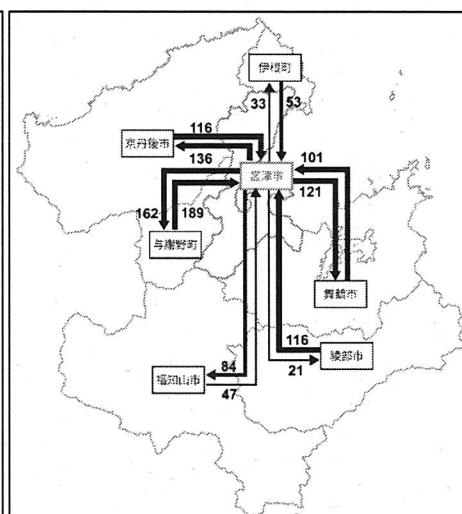 伊根町
33 53
京丹後市
116
136
宮津市
101
121
162 189
与謝野町
舞鶴市
116
綾部市
21
福知山市
84
47